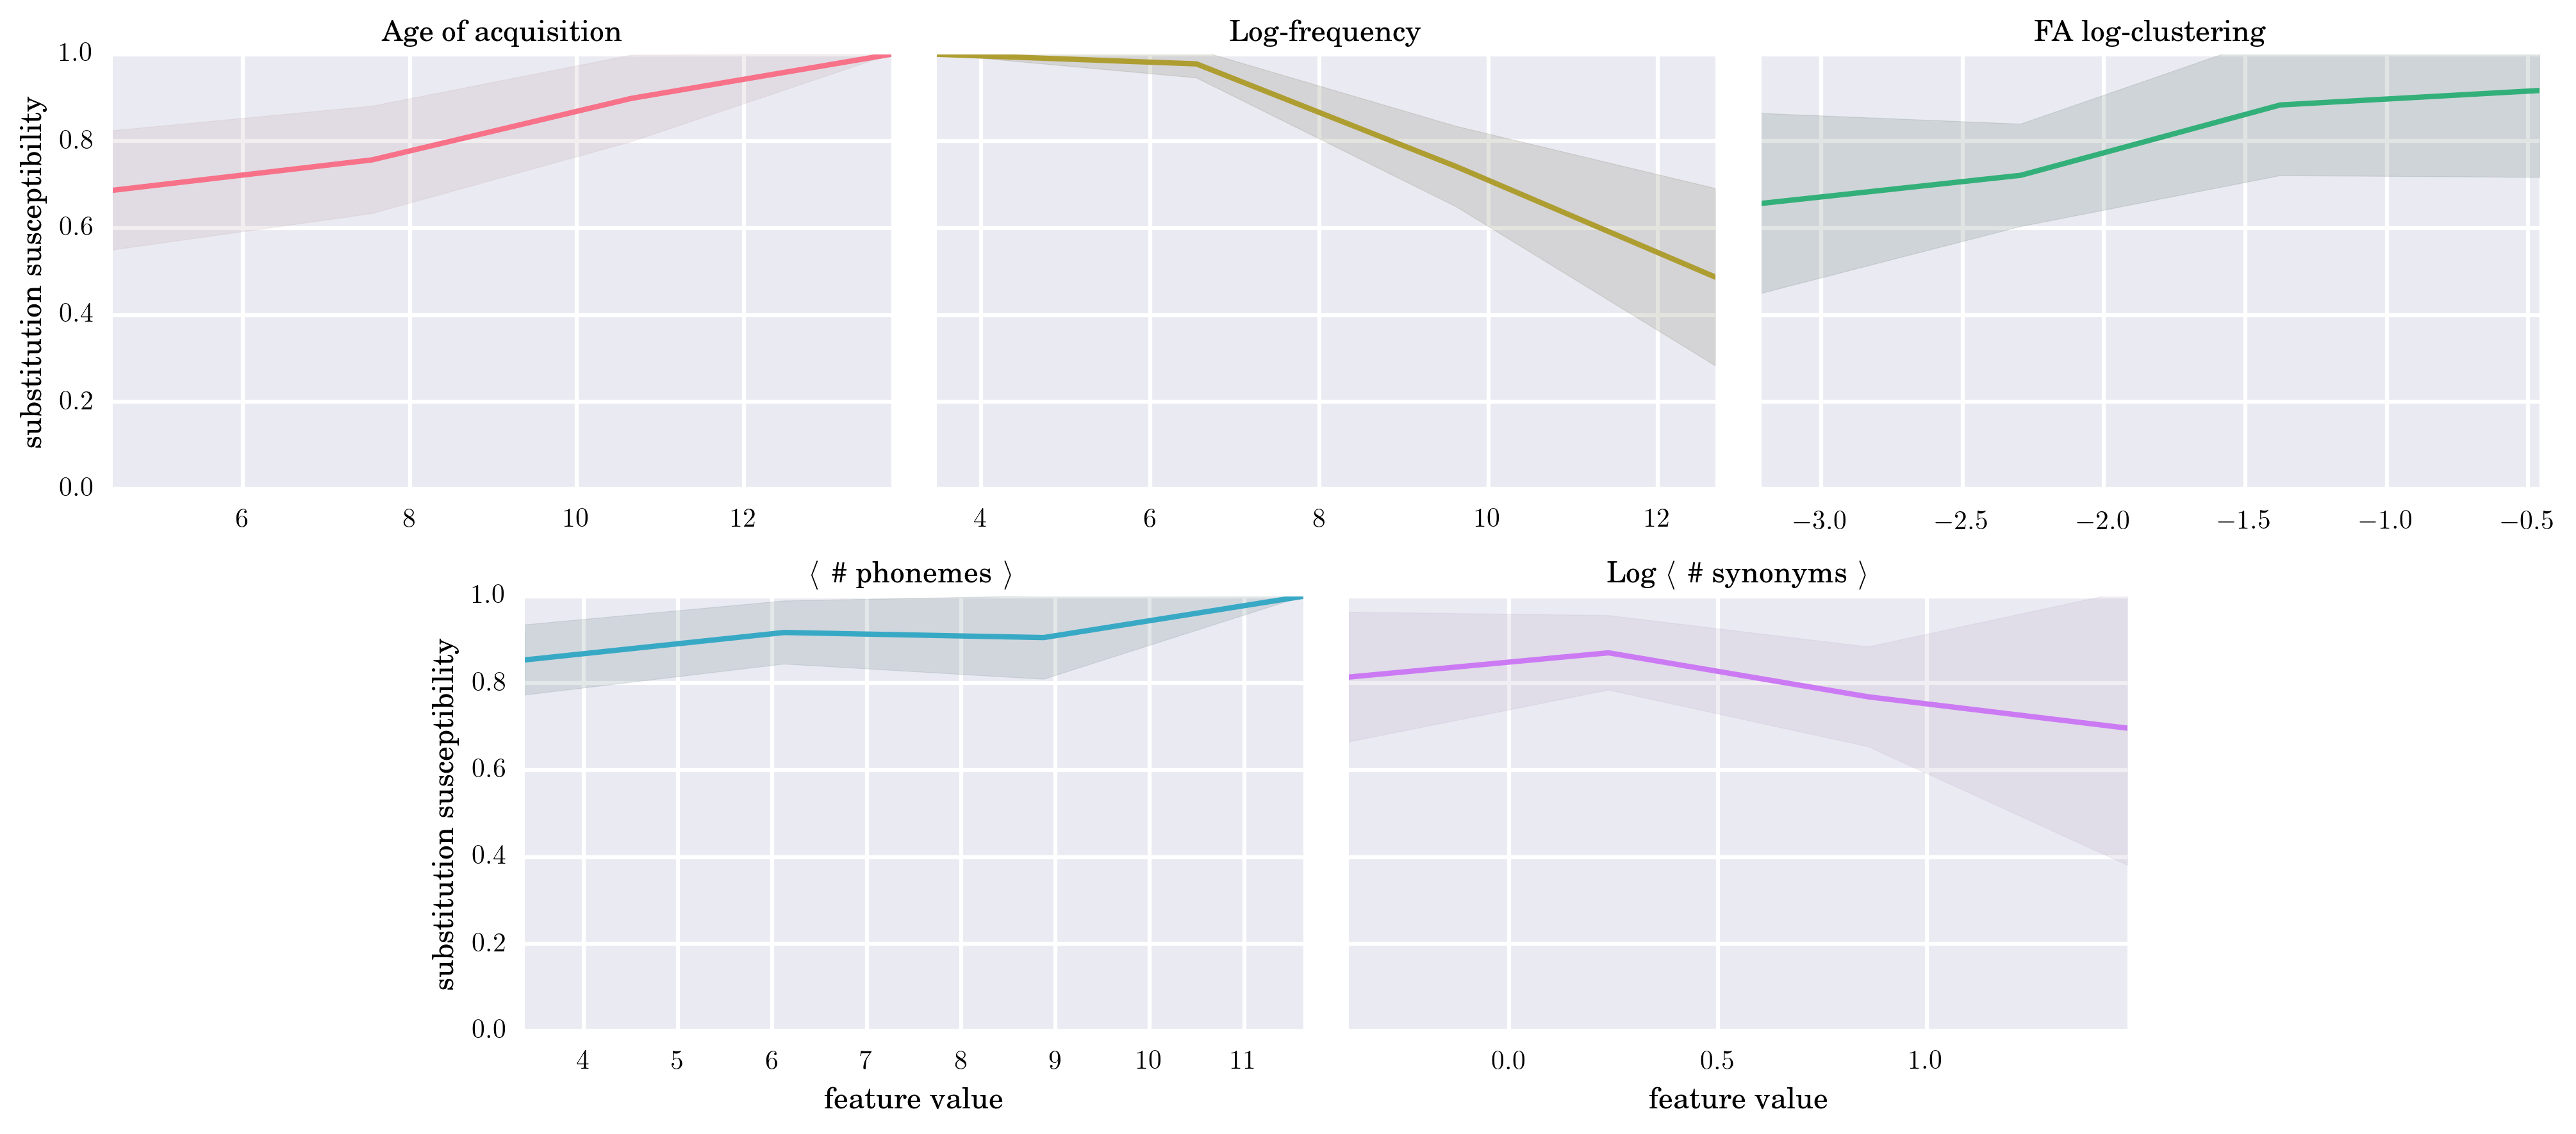 Age of acquisition
Log-frequency
FA log-clustering
substitution susceptibility
1.0
0.8
0.6
0.4
0.2
0.0
6 8 10 12
4 6 8 10 12
−3.0 −2.5 −2.0 −1.5 −1.0 −0.5
⟨ # phonemes ⟩
Log ⟨ # synonyms ⟩
substitution susceptibility
1.0
0.8
0.6
0.4
0.2
0.0
4 5 6 7 8 9 10 11
0.0 0.5 1.0
feature value
feature value